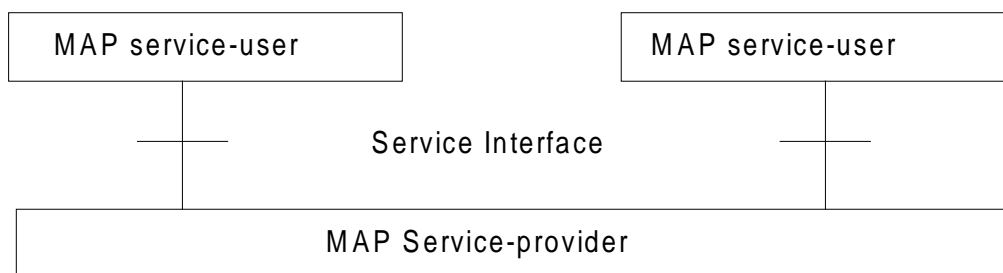 MAP service-user
MAP service-user
Service Interface
MAP Service-provider